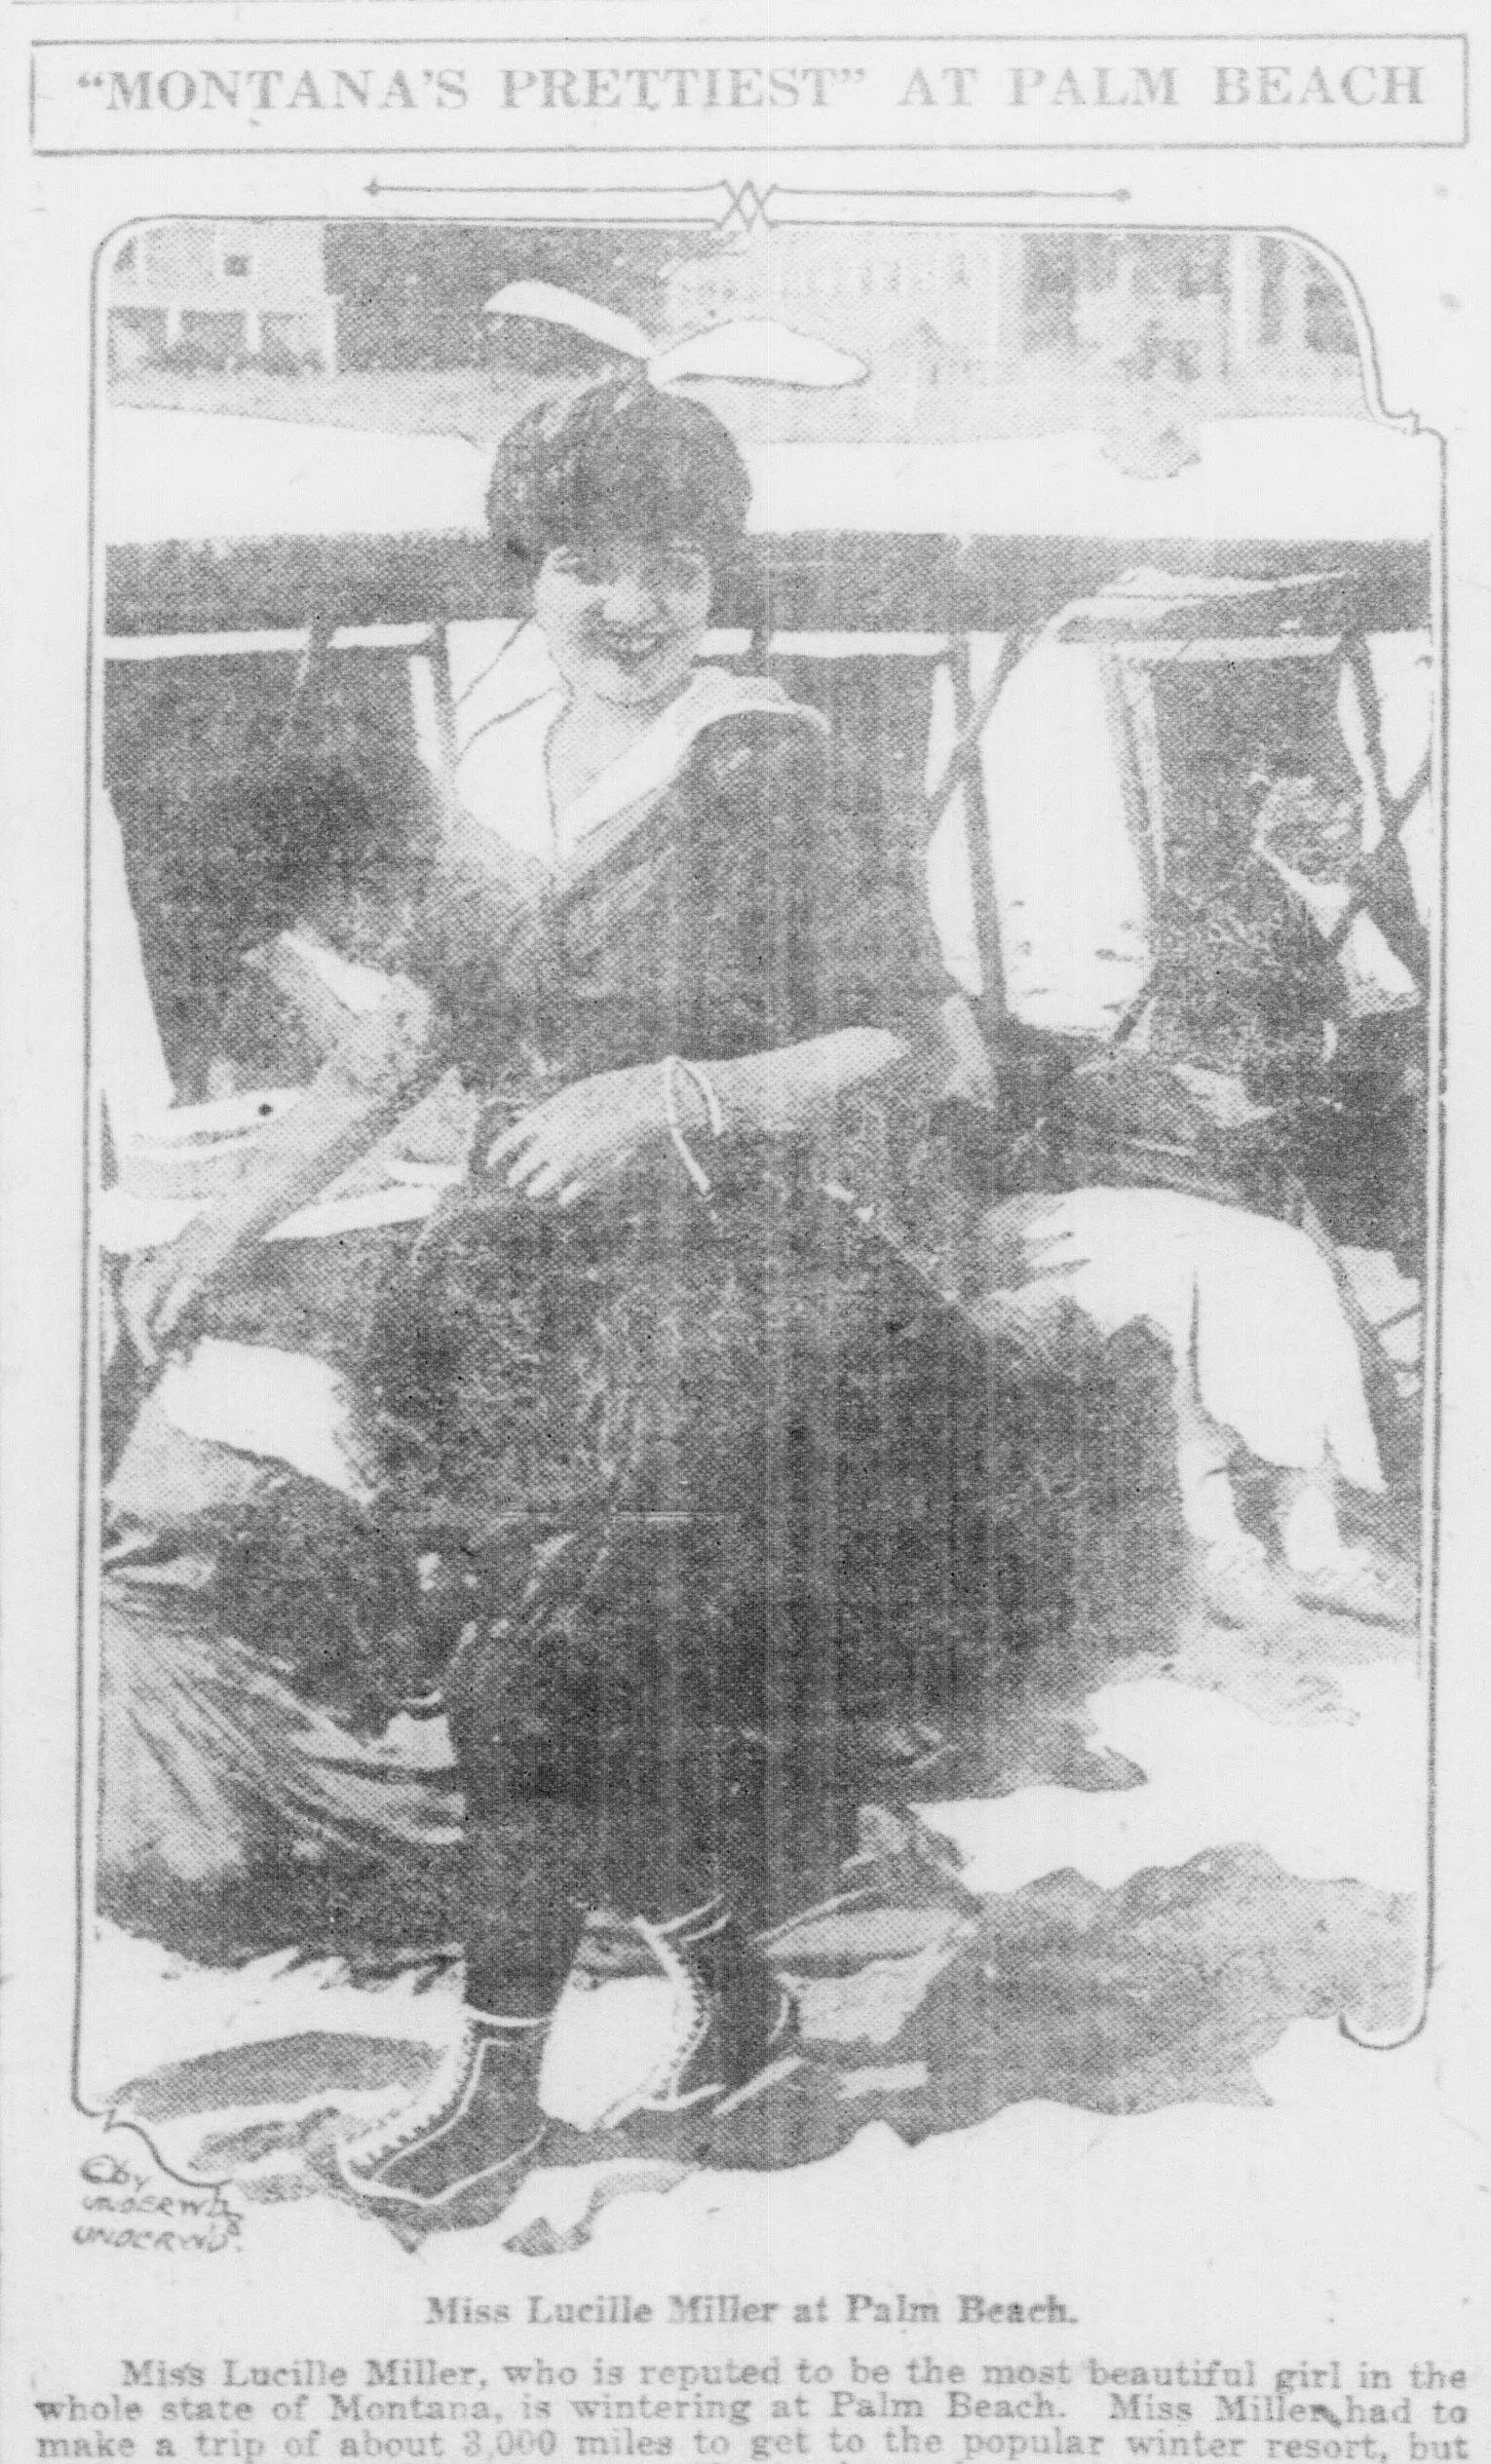 "MONTANA'S PRETTIEST" AT PALM BEACH
© by
UNDERW'D &
UNDERW'D.
Miss Lucille Miller at Palm Beach.
Miss Lucille Miller, who is reputed to be the most beautiful girl in the
whole state of Montana, is wintering at Palm Beach. Miss Miller had to
make a trip of about 3,000 miles to get to the popular winter resort, but